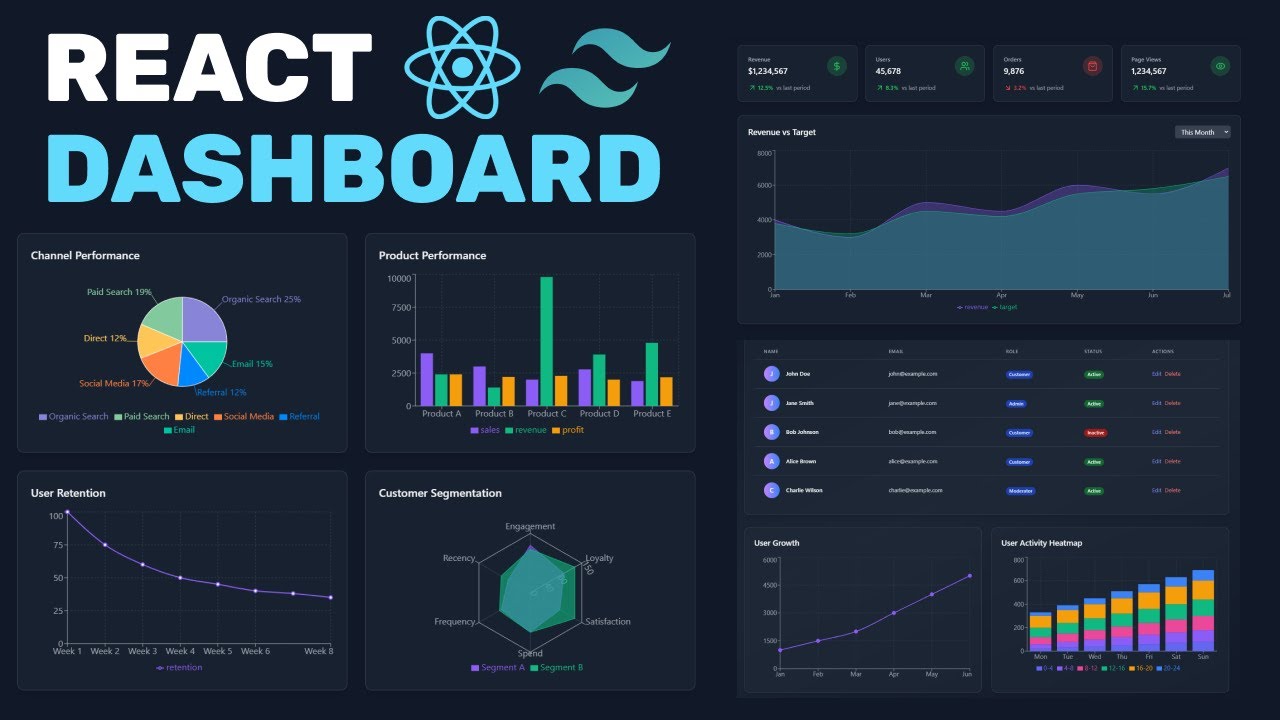 REACT
DASHBOARD
Revenue
$1,234,567
12.5% vs last period
Users
45,678
8.3% vs last period
Orders
9,876
3.2% vs last period
Page Views
1,234,567
15.7% vs last period
Revenue vs Target
This Month
8000
6000
4000
2000
0
Jan Feb Mar Apr May Jun Jul
revenue target
Channel Performance
Paid Search 19%
Organic Search 25%
Direct 12%
Email 15%
Social Media 17%
Referral 12%
Organic Search Paid Search Direct Social Media Referral
Email
Product Performance
10000
7500
5000
2500
0
Product A Product B Product C Product D Product E
sales revenue profit
NAME EMAIL ROLE STATUS ACTIONS
J John Doe john@example.com Customer Active Edit Delete
J Jane Smith jane@example.com Admin Active Edit Delete
B Bob Johnson bob@example.com Customer Inactive Edit Delete
A Alice Brown alice@example.com Customer Active Edit Delete
C Charlie Wilson charlie@example.com Moderator Active Edit Delete
User Retention
100
75
50
25
0
Week 1 Week 2 Week 3 Week 4 Week 5 Week 6 Week 8
retention
Customer Segmentation
Engagement
Recency
Loyalty
150
Frequency
Satisfaction
Spend
Segment A Segment B
User Growth
6000
4500
3000
1500
0
Jan Feb Mar Apr May Jun
User Activity Heatmap
800
600
400
200
0
Mon Tue Wed Thu Fri Sat Sun
0-4 4-8 8-12 12-16 16-20 20-24